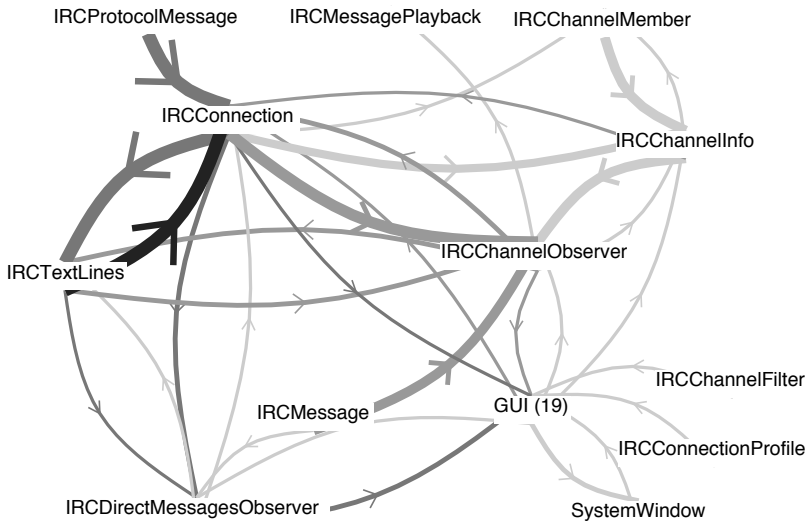 IRCProtocolMessage
IRCMessagePlayback
IRCChannelMember
IRCConnection
IRCChannelInfo
IRCChannelObserver
IRCTextLines
IRCChannelFilter
GUI (19)
IRCMessage
IRCConnectionProfile
IRCDirectMessagesObserver
SystemWindow